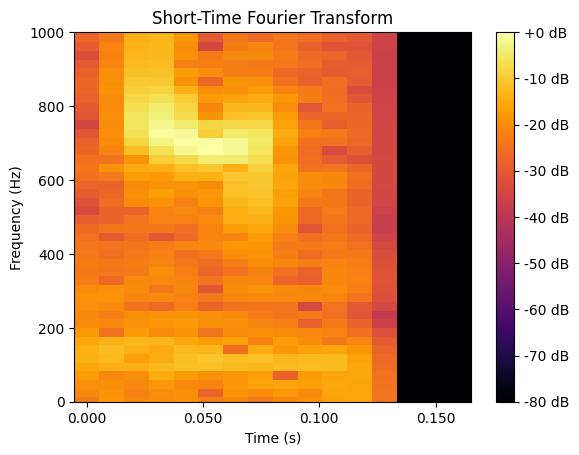 Short-Time Fourier Transform
1000
800
600
400
200
0
Frequency (Hz)
0.000
0.050
0.100
0.150
Time (s)
+0 dB
-10 dB
-20 dB
-30 dB
-40 dB
-50 dB
-60 dB
-70 dB
-80 dB